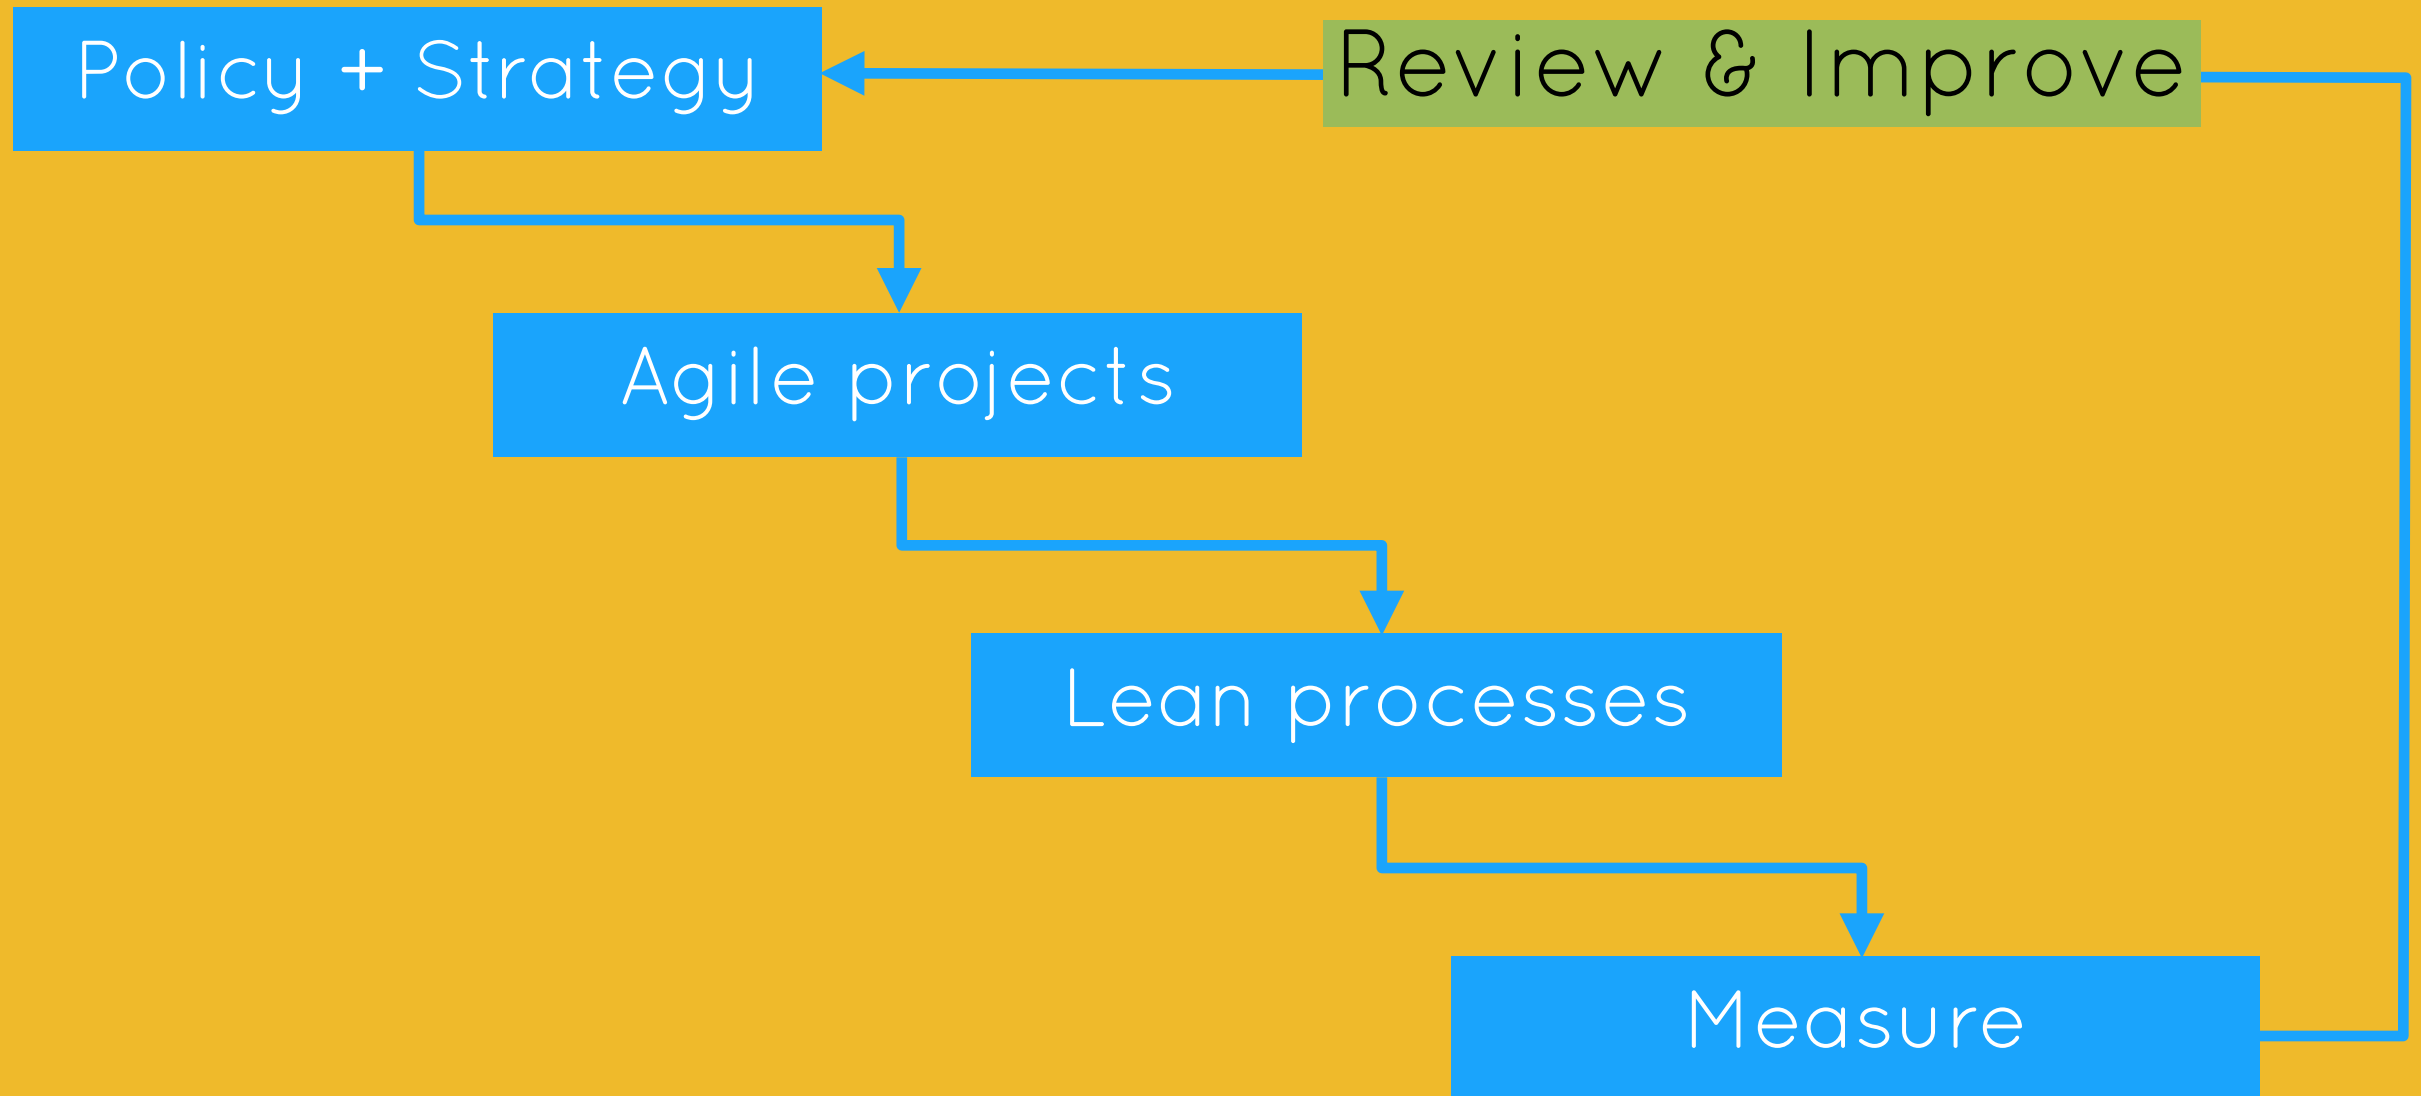 Policy + Strategy
Review & Improve
Agile projects
Lean processes
Measure